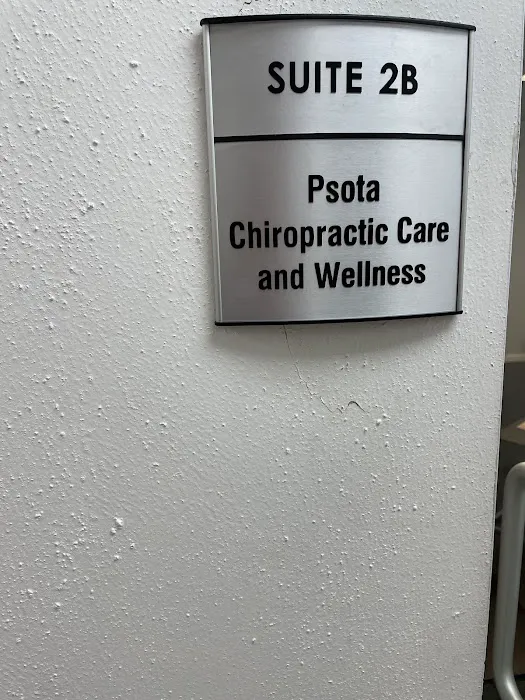 SUITE 2B
Psota
Chiropractic Care
and Wellness